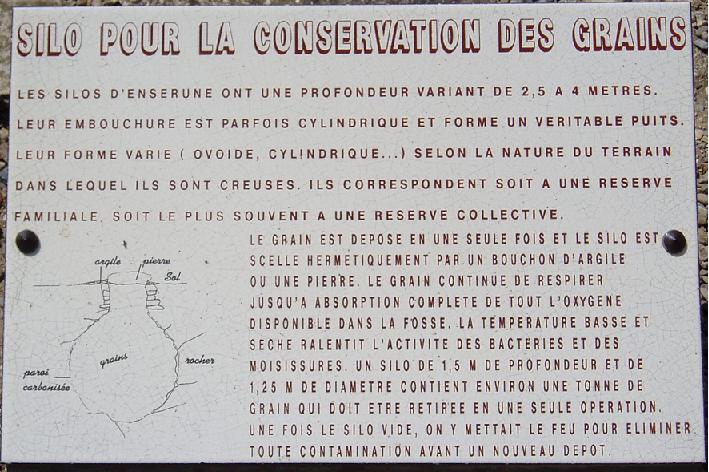 SILO POUR LA CONSERVATION DES GRAINS
LES SILOS D'ENSERUNE ONT UNE PROFONDEUR VARIANT DE 2,5 A 4 METRES.
LEUR EMBOUCHURE EST PARFOIS CYLINDRIQUE ET FORME UN VERITABLE PUITS.
LEUR FORME VARIE ( OVOIDE, CYLINDRIQUE...) SELON LA NATURE DU TERRAIN
DANS LEQUEL ILS SONT CREUSES. ILS CORRESPONDENT SOIT A UNE RESERVE
FAMILIALE, SOIT LE PLUS SOUVENT A UNE RESERVE COLLECTIVE.
LE GRAIN EST DEPOSE EN UNE SEULE FOIS ET LE SILO EST
SCELLE HERMETIQUEMENT PAR UN BOUCHON D'ARGILE
OU UNE PIERRE. LE GRAIN CONTINUE DE RESPIRER
JUSQU'A ABSORPTION COMPLETE DE TOUT L'OXYGENE
DISPONIBLE DANS LA FOSSE. LA TEMPERATURE BASSE ET
SECHE RALENTIT L'ACTIVITE DES BACTERIES ET DES
MOISISSURES. UN SILO DE 1,5 M DE PROFONDEUR ET DE
1,25 M DE DIAMETRE CONTIENT ENVIRON UNE TONNE DE
GRAIN QUI DOIT ETRE RETIREE EN UNE SEULE OPERATION.
UNE FOIS LE SILO VIDE, ON Y METTAIT LE FEU POUR ELIMINER
TOUTE CONTAMINATION AVANT UN NOUVEAU DEPOT.
argile
pierre
Sol
grains
rocher
paroi
carbonisée